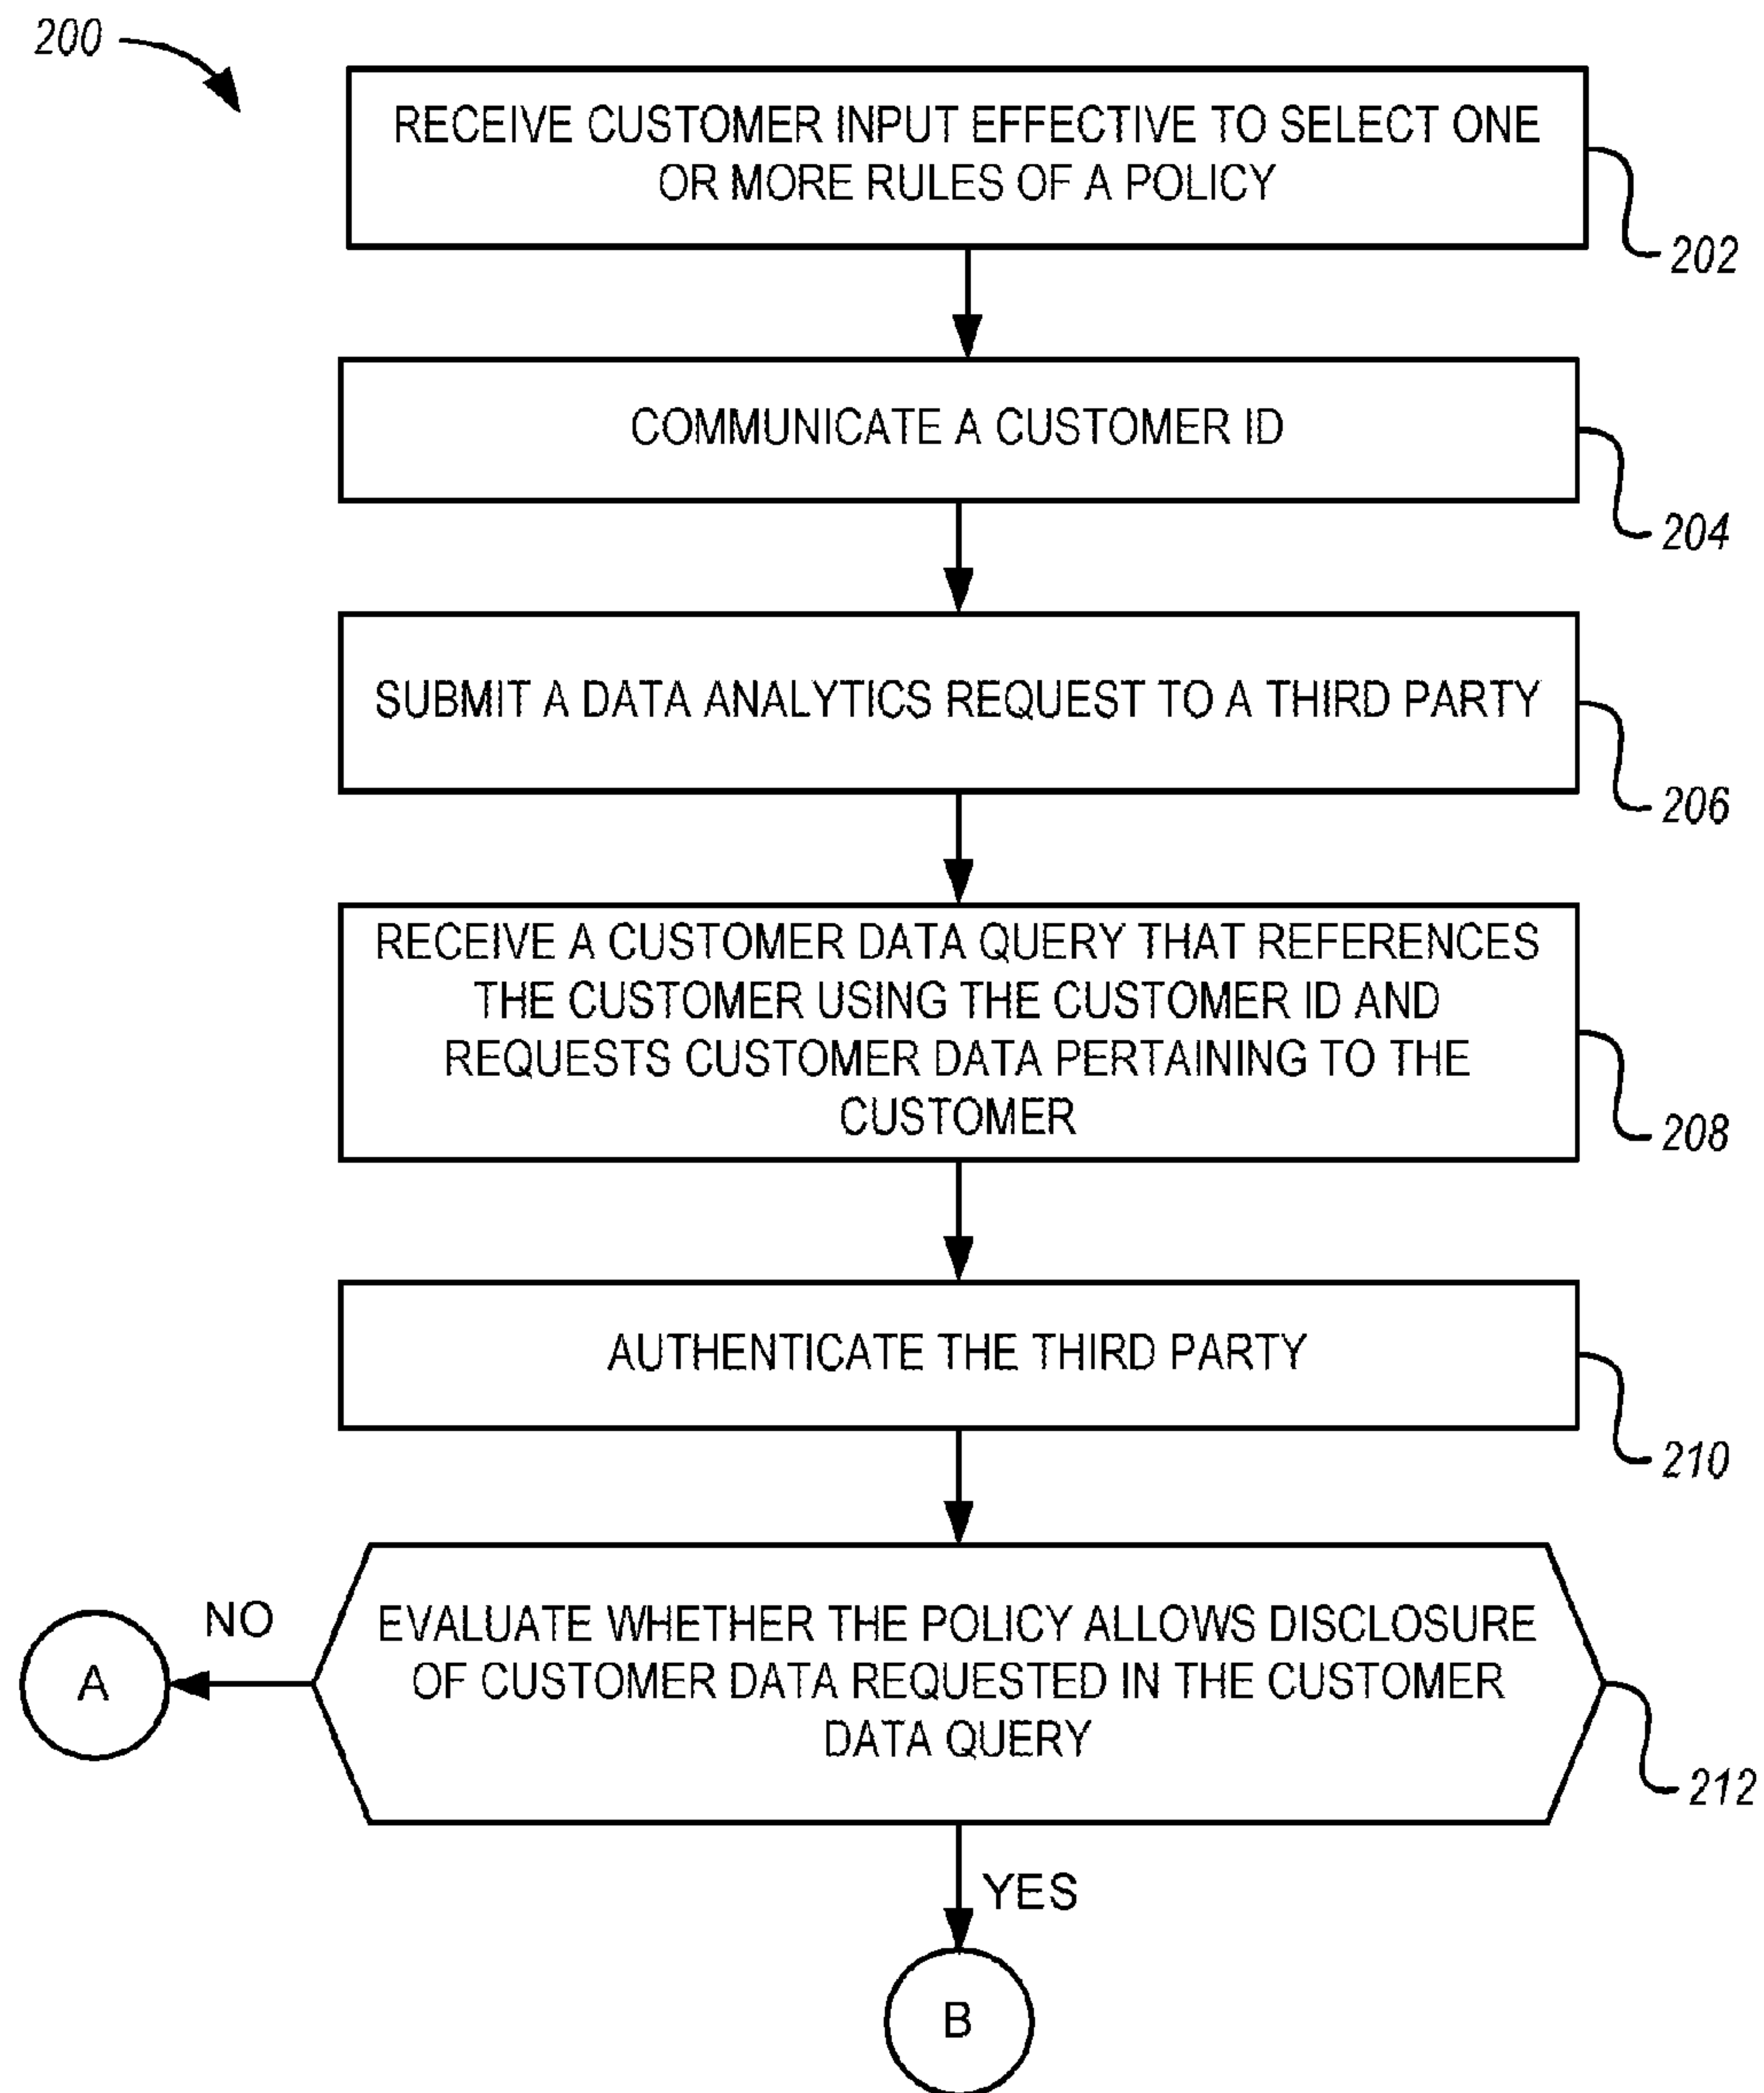 200
RECEIVE CUSTOMER INPUT EFFECTIVE TO SELECT ONE
OR MORE RULES OF A POLICY
202
COMMUNICATE A CUSTOMER ID
204
SUBMIT A DATA ANALYTICS REQUEST TO A THIRD PARTY
206
RECEIVE A CUSTOMER DATA QUERY THAT REFERENCES
THE CUSTOMER USING THE CUSTOMER ID AND
REQUESTS CUSTOMER DATA PERTAINING TO THE
CUSTOMER
208
AUTHENTICATE THE THIRD PARTY
210
NO
A
EVALUATE WHETHER THE POLICY ALLOWS DISCLOSURE
OF CUSTOMER DATA REQUESTED IN THE CUSTOMER
DATA QUERY
212
YES
B